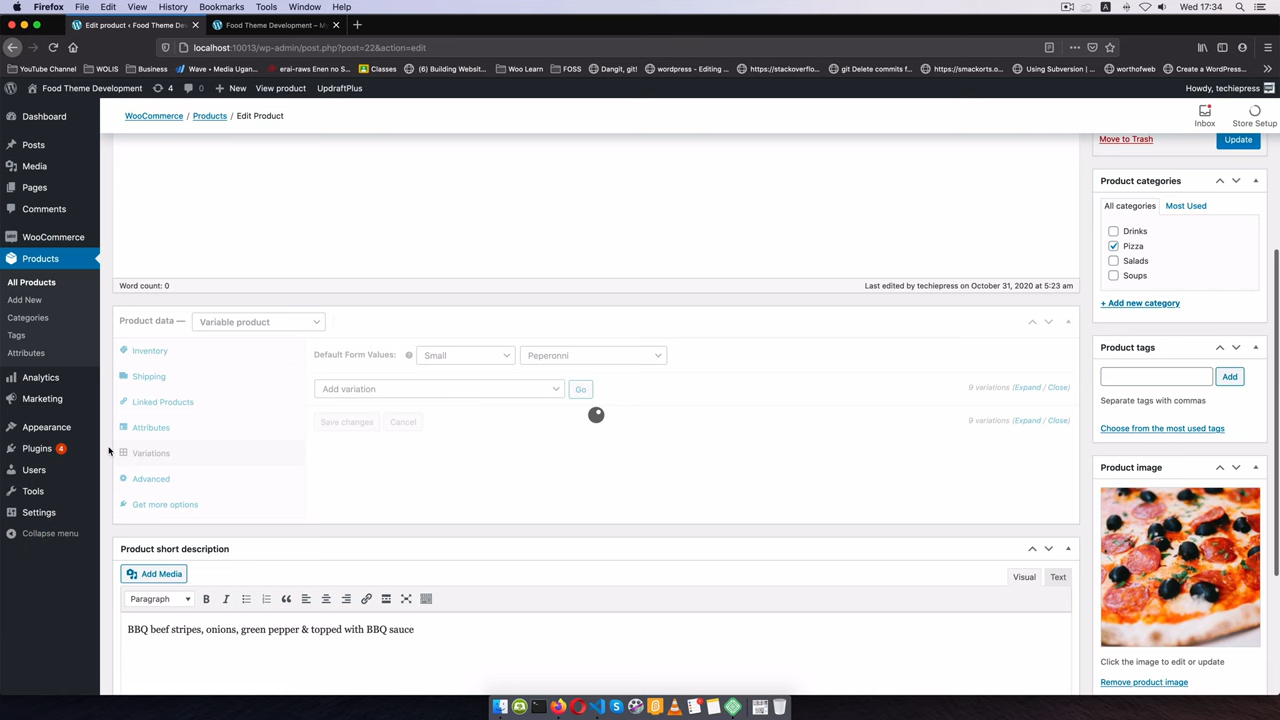 Firefox File Edit View History Bookmarks Tools Window Help
A Wed 17:34
Edit product ‹ Food Theme Dev
Food Theme Development – M
localhost:10013/wp-admin/post.php?post=22&action=edit
YouTube Channel WOLIS Business Wave • Media Ugan... erai-raws Enen no S... Classes (6) Building Websit... Woo Learn FOSS Dangit, git! wordpress - Editing ... https://stackoverflo... git Delete commits f... https://smackorts.o... Using Subversion |... worthofweb Create a WordPress...
Food Theme Development 4 0 + New View product UpdraftPlus
Howdy, techiepress
WooCommerce / Products / Edit Product
Inbox
Store Setup
Dashboard
Posts
Media
Pages
Comments
WooCommerce
Products
All Products
Add New
Categories
Tags
Attributes
Analytics
Marketing
Appearance
Plugins 4
Users
Tools
Settings
Collapse menu
Word count: 0
Last edited by techiepress on October 31, 2020 at 5:23 am
Product data — Variable product
Inventory
Shipping
Linked Products
Attributes
Variations
Advanced
Get more options
Default Form Values: Small Peperonni
Add variation Go
9 variations (Expand / Close)
Save changes Cancel
9 variations (Expand / Close)
Product short description
Add Media
Visual Text
Paragraph B I
BBQ beef stripes, onions, green pepper & topped with BBQ sauce
Move to Trash
Update
Product categories
All categories Most Used
Drinks
Pizza
Salads
Soups
+ Add new category
Product tags
Add
Separate tags with commas
Choose from the most used tags
Product image
Click the image to edit or update
Remove product image